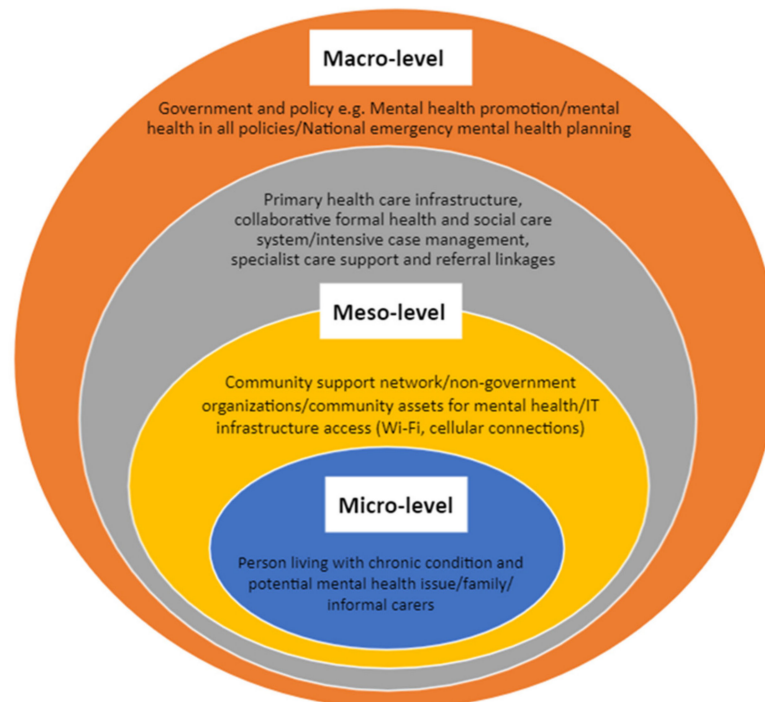 Macro-level
Government and policy e.g. Mental health promotion/mental
health in all policies/National emergency mental health planning
Primary health care infrastructure,
collaborative formal health and social care
system/intensive case management,
specialist care support and referral linkages
Meso-level
Community support network/non-government
organizations/community assets for mental health/IT
infrastructure access (Wi-Fi, cellular connections)
Micro-level
Person living with chronic condition and
potential mental health issue/family/
informal carers